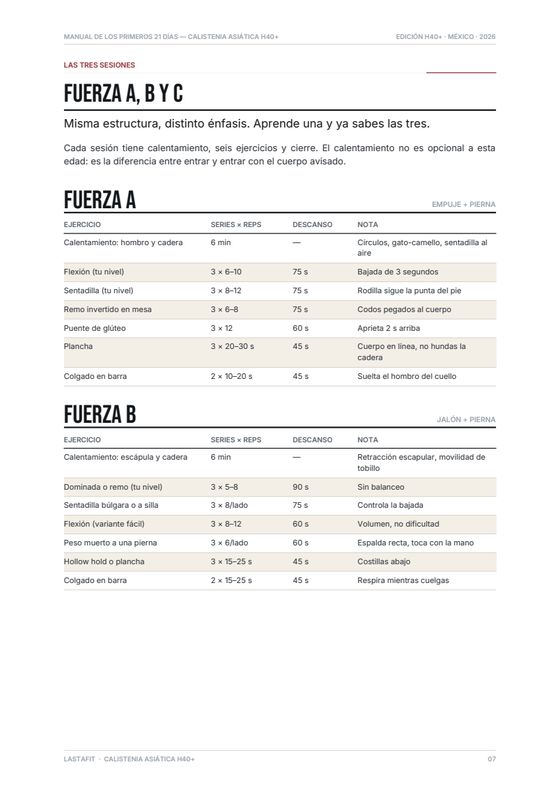 MANUAL DE LOS PRIMEROS 21 DÍAS — CALISTENIA ASIÁTICA H40+ EDICIÓN H40+ · MÉXICO · 2026
LAS TRES SESIONES
FUERZA A, B Y C
Misma estructura, distinto énfasis. Aprende una y ya sabes las tres.
Cada sesión tiene calentamiento, seis ejercicios y cierre. El calentamiento no es opcional a esta
edad: es la diferencia entre entrar y entrar con el cuerpo avisado.
FUERZA A EMPUJE + PIERNA
EJERCICIO SERIES × REPS DESCANSO NOTA
Calentamiento: hombro y cadera 6 min — Círculos, gato-camello, sentadilla al
aire
Flexión (tu nivel) 3 × 6–10 75 s Bajada de 3 segundos
Sentadilla (tu nivel) 3 × 8–12 75 s Rodilla sigue la punta del pie
Remo invertido en mesa 3 × 6–8 75 s Codos pegados al cuerpo
Puente de glúteo 3 × 12 60 s Aprieta 2 s arriba
Plancha 3 × 20–30 s 45 s Cuerpo en línea, no hundas la
cadera
Colgado en barra 2 × 10–20 s 45 s Suelta el hombro del cuello
FUERZA B JALÓN + PIERNA
EJERCICIO SERIES × REPS DESCANSO NOTA
Calentamiento: escápula y cadera 6 min — Retracción escapular, movilidad de
tobillo
Dominada o remo (tu nivel) 3 × 5–8 90 s Sin balanceo
Sentadilla búlgara o a silla 3 × 8/lado 75 s Controla la bajada
Flexión (variante fácil) 3 × 8–12 60 s Volumen, no dificultad
Peso muerto a una pierna 3 × 6/lado 60 s Espalda recta, toca con la mano
Hollow hold o plancha 3 × 15–25 s 45 s Costillas abajo
Colgado en barra 2 × 15–25 s 45 s Respira mientras cuelgas
LASTAFIT · CALISTENIA ASIÁTICA H40+ 07